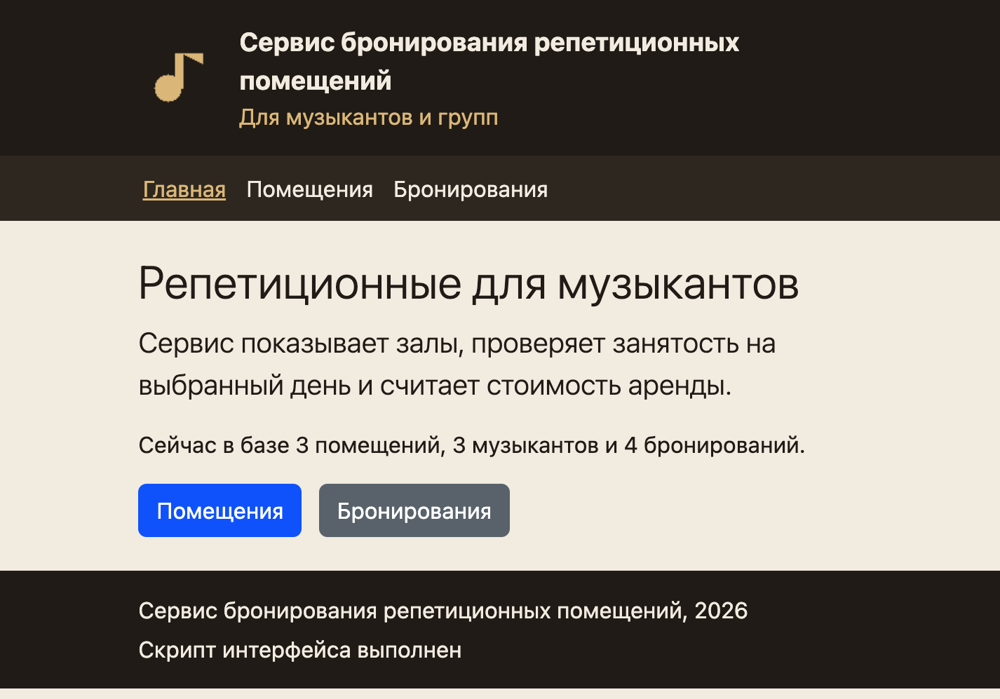 Сервис бронирования репетиционных
помещений
Для музыкантов и групп
Главная Помещения Бронирования
Репетиционные для музыкантов
Сервис показывает залы, проверяет занятость на
выбранный день и считает стоимость аренды.
Сейчас в базе 3 помещений, 3 музыкантов и 4 бронирований.
Помещения Бронирования
Сервис бронирования репетиционных помещений, 2026
Скрипт интерфейса выполнен